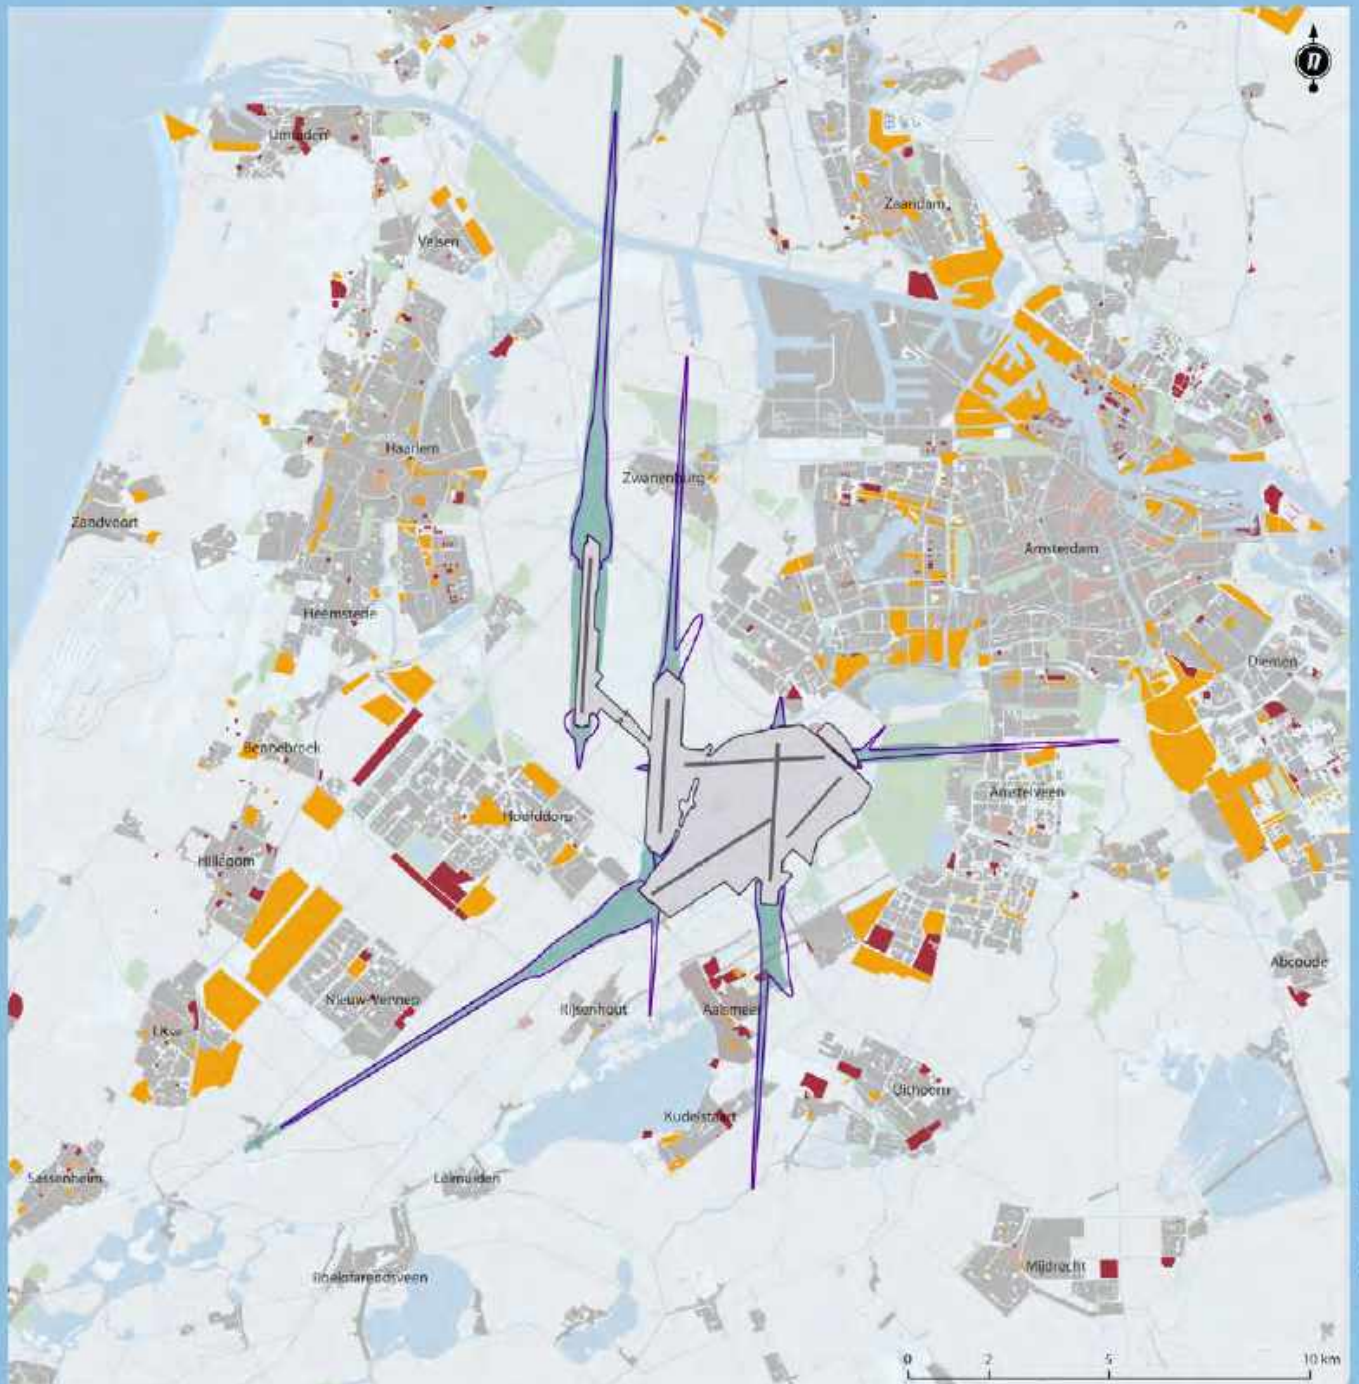 n
IJmuiden
Velsen
Zaandam
Haarlem
Zwanenburg
Zandvoort
Amsterdam
Heemstede
Diemen
Bennebroek
Hoofddorp
Amstelveen
Hillegom
Abcoude
Nieuw-Vennep
Rijsenhout
Aalsmeer
Lisse
Uithoorn
Kudelstaart
Sassenheim
Leimuiden
Roelofarendsveen
Mijdrecht
0 2 5 10 km